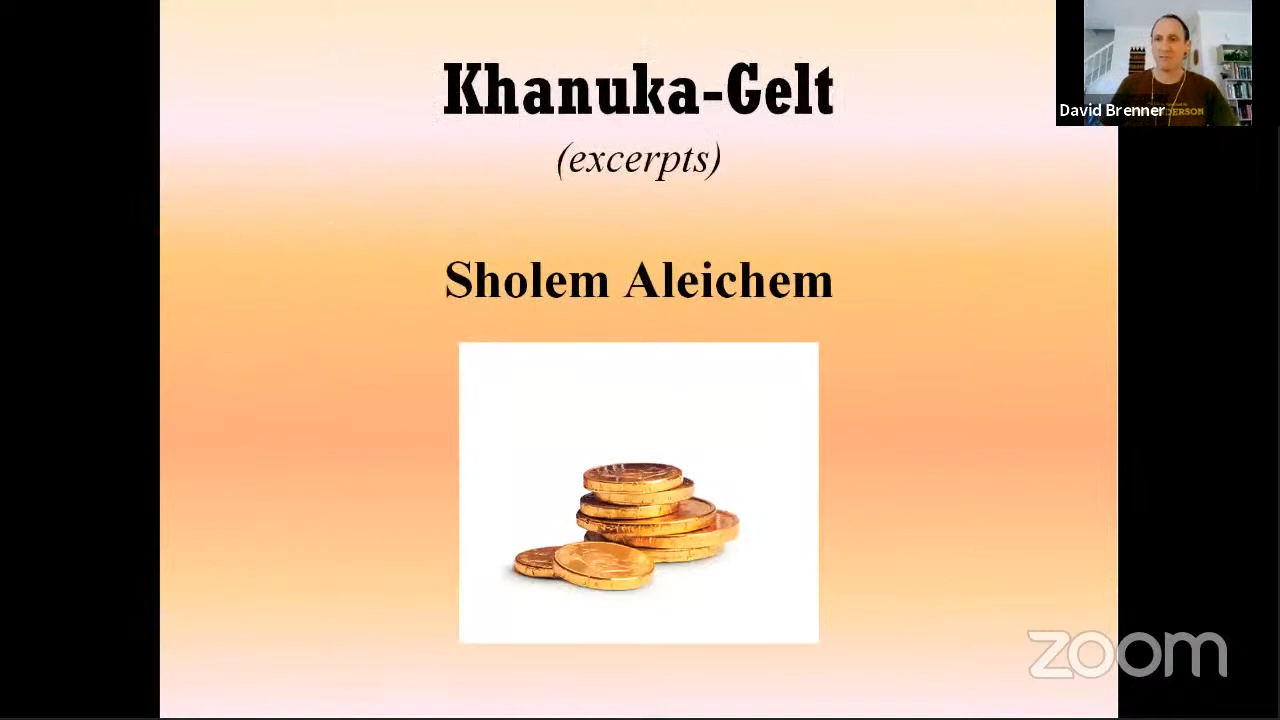 Khanuka-Gelt
(excerpts)
Sholem Aleichem
David Brenner
zoom